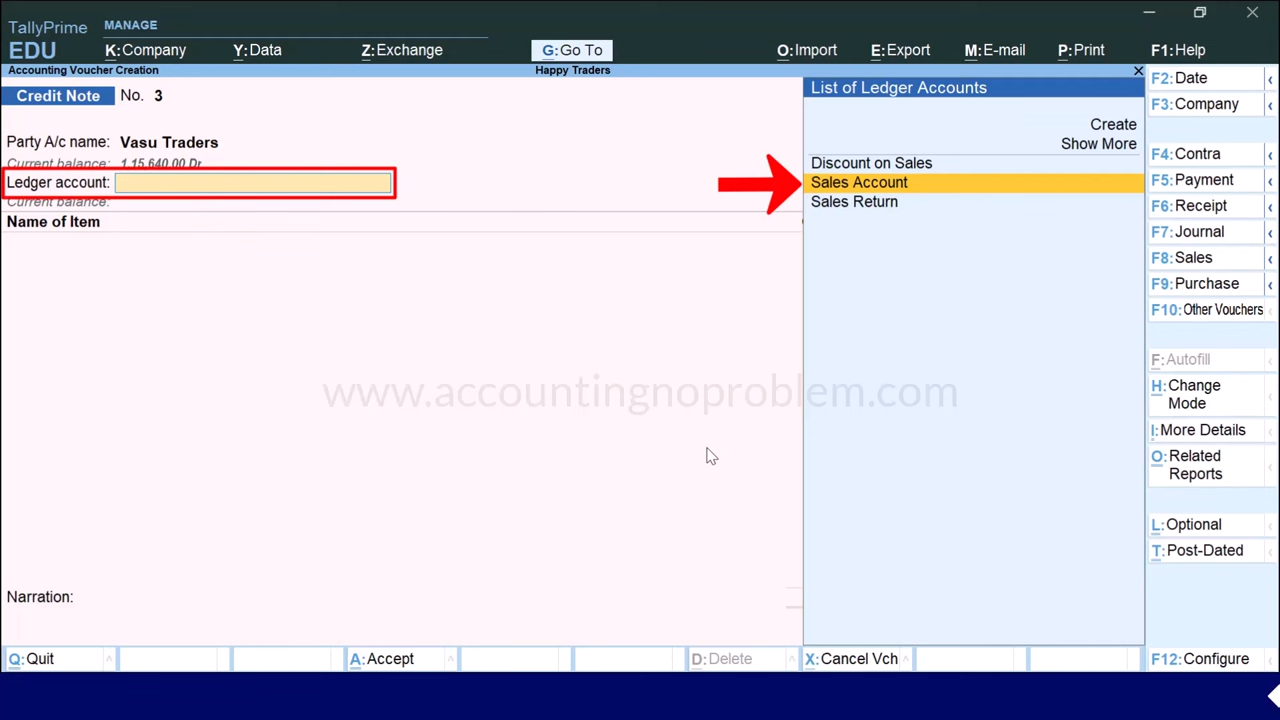 TallyPrime MANAGE
EDU K:Company Y:Data Z:Exchange G:Go To O:Import E:Export M:E-mail P:Print F1:Help
Accounting Voucher Creation Happy Traders
Credit Note No. 3
Party A/c name: Vasu Traders
Current balance: 1,15,640.00 Dr
Ledger account:
Current balance:
Name of Item
List of Ledger Accounts
Create
Show More
Discount on Sales
Sales Account
Sales Return
F2:Date
F3:Company
F4:Contra
F5:Payment
F6:Receipt
F7:Journal
F8:Sales
F9:Purchase
F10:Other Vouchers
F:Autofill
H:Change
Mode
I:More Details
O:Related
Reports
L:Optional
T:Post-Dated
www.accountingnoproblem.com
Narration:
Q:Quit A:Accept D:Delete X:Cancel Vch F12:Configure